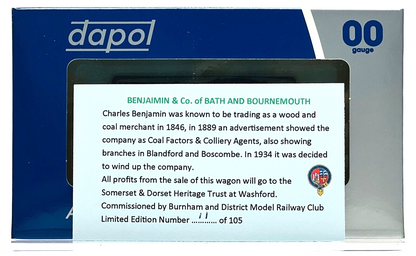 dapol
00
gauge
BENJAIMIN & Co. of BATH AND BOURNEMOUTH
Charles Benjamin was known to be trading as a wood and
coal merchant in 1846, in 1889 an advertisement showed the
company as Coal Factors & Colliery Agents, also showing
branches in Blandford and Boscombe. In 1934 it was decided
to wind up the company.
All profits from the sale of this wagon will go to the
Somerset & Dorset Heritage Trust at Washford.
Commissioned by Burnham and District Model Railway Club
Limited Edition Number ....11.... of 105
A